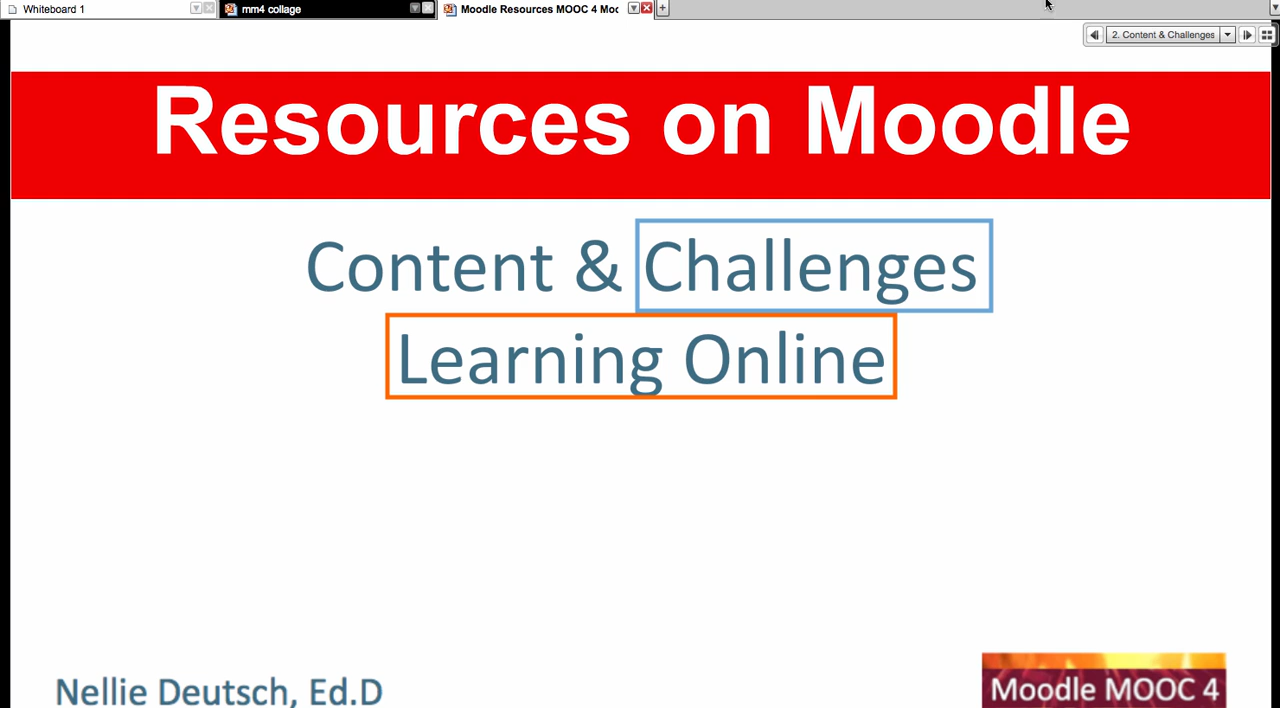 Whiteboard 1
mm4 collage
Moodle Resources MOOC 4 Moo
2. Content & Challenges
Resources on Moodle
Content & Challenges
Learning Online
Nellie Deutsch, Ed.D
Moodle MOOC 4